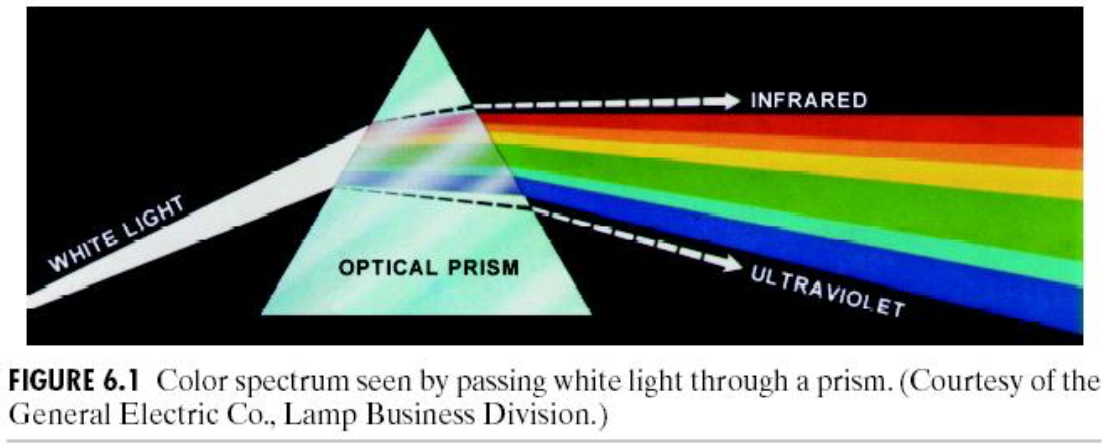 INFRARED
WHITE LIGHT
OPTICAL PRISM
ULTRAVIOLET
FIGURE 6.1 Color spectrum seen by passing white light through a prism. (Courtesy of the
General Electric Co., Lamp Business Division.)